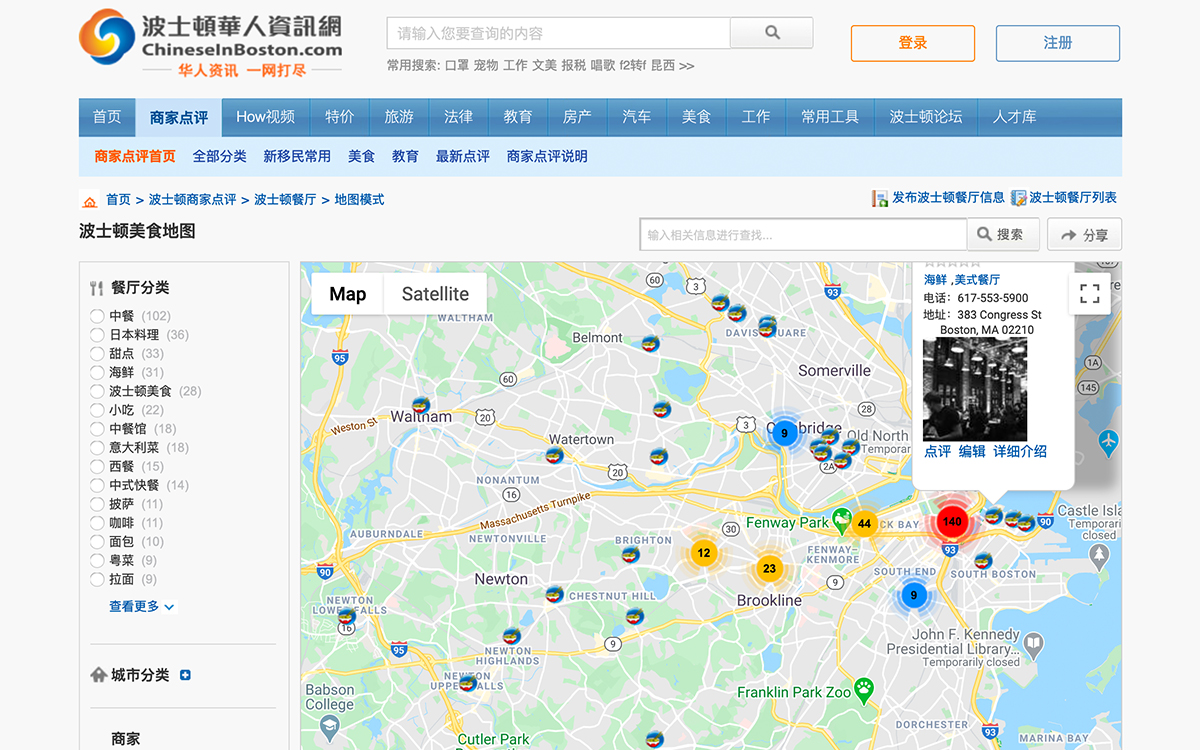 波士頓華人資訊網
ChineseInBoston.com
华人资讯 一网打尽
请输入您要查询的内容
常用搜索: 口罩 宠物 工作 文美 报税 唱歌 f2转f 昆西 >>
登录
注册
首页 商家点评 How视频 特价 旅游 法律 教育 房产 汽车 美食 工作 常用工具 波士顿论坛 人才库
商家点评首页 全部分类 新移民常用 美食 教育 最新点评 商家点评说明
首页 > 波士顿商家点评 > 波士顿餐厅 > 地图模式
发布波士顿餐厅信息 波士顿餐厅列表
波士顿美食地图
输入相关信息进行查找...
搜索
分享
餐厅分类
中餐 (102)
日本料理 (36)
甜点 (33)
海鲜 (31)
波士顿美食 (28)
小吃 (22)
中餐馆 (18)
意大利菜 (18)
西餐 (15)
中式快餐 (14)
披萨 (11)
咖啡 (11)
面包 (10)
粤菜 (9)
拉面 (9)
查看更多
城市分类
商家
Map Satellite
海鲜 ,美式餐厅
电话: 617-553-5900
地址: 383 Congress St
Boston, MA 02210
点评 编辑 详细介绍
60
3
93
WALTHAM
DAVIS SQUARE
Belmont
95
1A
Somerville
60
145
28
Waltham
20
Weston St
3
9
Cambridge
Old North
Temporar
Watertown
2A
20
NONANTUM
16
Massachusetts Turnpike
Castle Isla
Temporari
closed
Fenway Park
44
BACK BAY
140
90
30
AUBURNDALE
NEWTONVILLE
BRIGHTON
12
FENWAY-
KENMORE
93
90
23
SOUTH END
SOUTH BOSTON
Newton
9
CHESTNUT HILL
9
NEWTON
LOWER FALLS
Brookline
16
John F. Kennedy
Presidential Library...
Temporarily closed
9
95
NEWTON
HIGHLANDS
NEWTON
UPPER FALLS
Babson
College
Franklin Park Zoo
DORCHESTER
93
MARINA BAY
Cutler Park